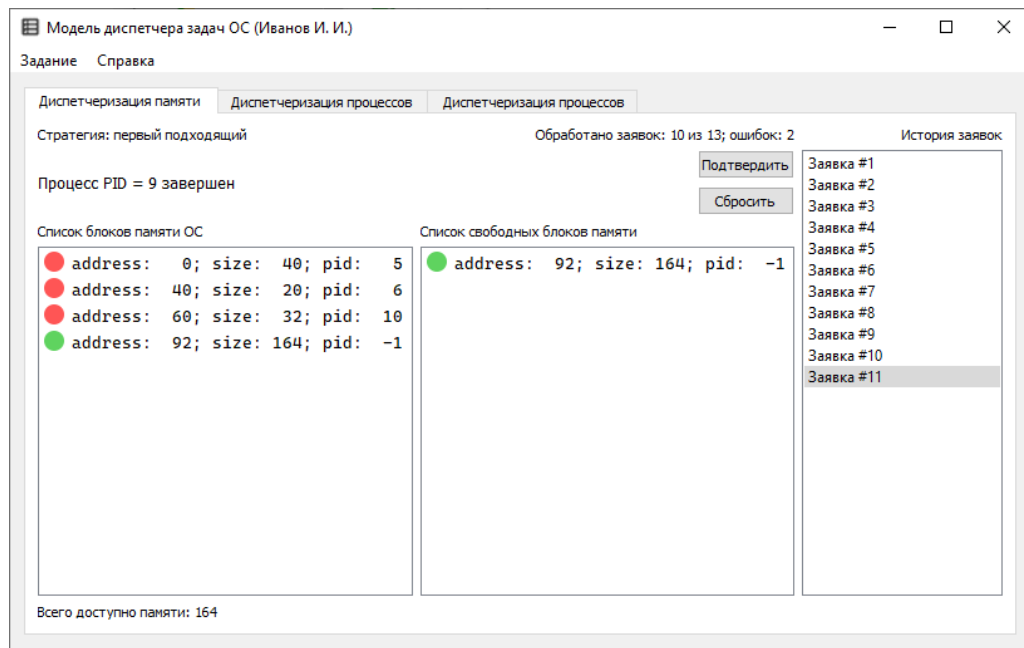 Модель диспетчера задач ОС (Иванов И. И.)
Задание Справка
Диспетчеризация памяти Диспетчеризация процессов Диспетчеризация процессов
Стратегия: первый подходящий Обработано заявок: 10 из 13; ошибок: 2 История заявок
Подтвердить
Процесс PID = 9 завершен
Сбросить
Список блоков памяти ОС
address: 0; size: 40; pid: 5
address: 40; size: 20; pid: 6
address: 60; size: 32; pid: 10
address: 92; size: 164; pid: -1
Список свободных блоков памяти
address: 92; size: 164; pid: -1
Заявка #1
Заявка #2
Заявка #3
Заявка #4
Заявка #5
Заявка #6
Заявка #7
Заявка #8
Заявка #9
Заявка #10
Заявка #11
Всего доступно памяти: 164